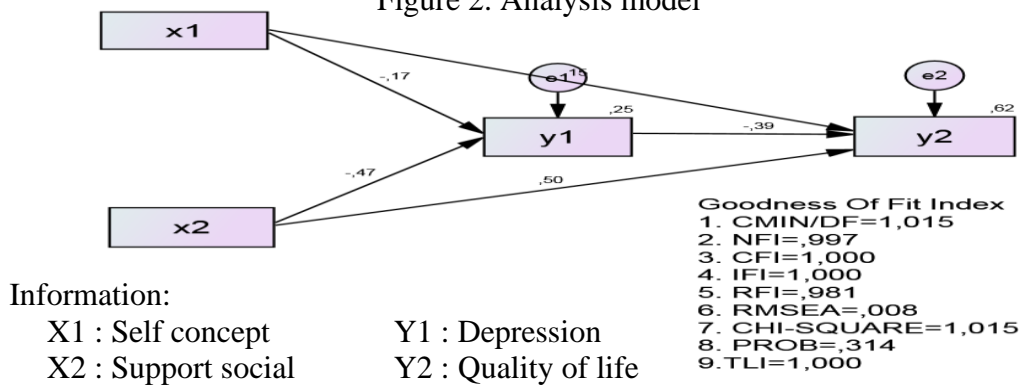 Figure 2. Analysis model
x1
-,17
e1
,15
e2
,25
,62
y1
-,39
y2
-,47
,50
x2
Goodness Of Fit Index
1. CMIN/DF=1,015
2. NFI=,997
3. CFI=1,000
4. IFI=1,000
5. RFI=,981
6. RMSEA=,008
7. CHI-SQUARE=1,015
8. PROB=,314
9.TLI=1,000
Information:
X1 : Self concept Y1 : Depression
X2 : Support social Y2 : Quality of life